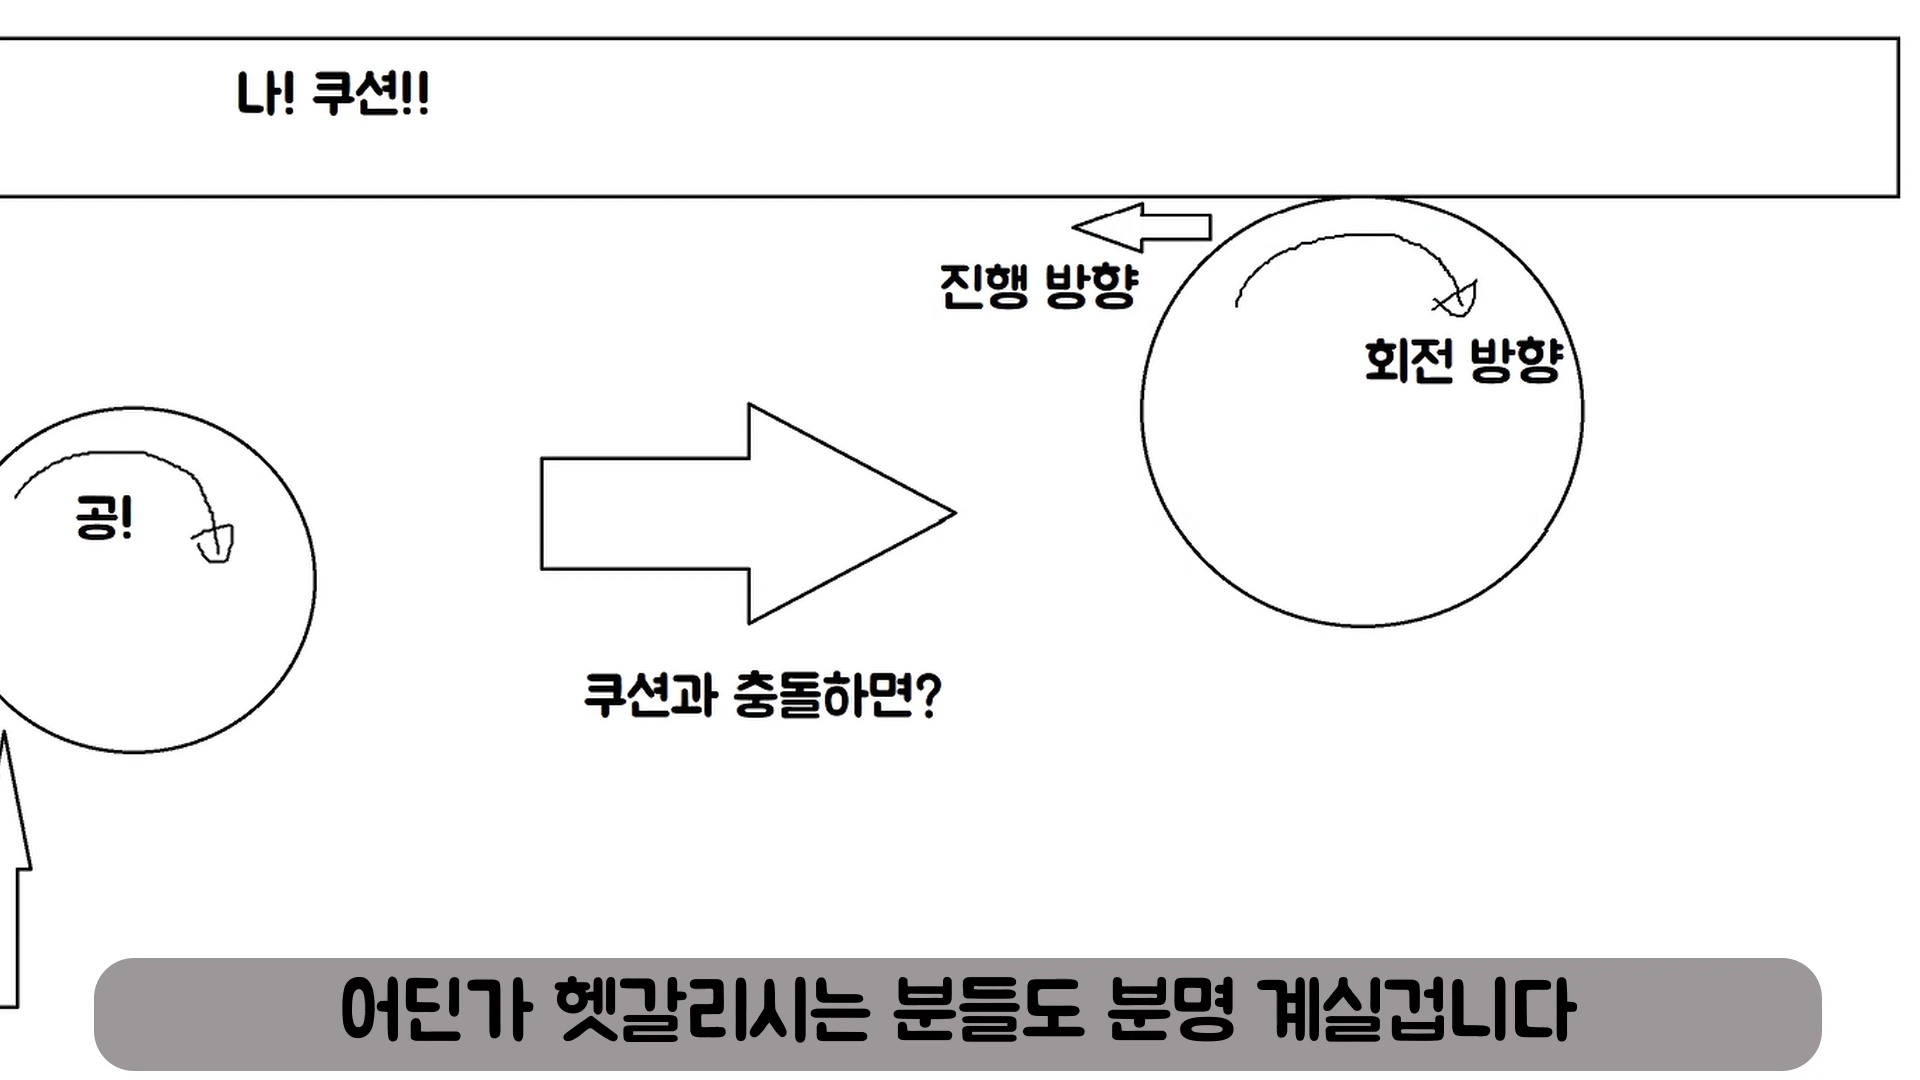 나! 쿠션!!
진행 방향
회전 방향
공!
쿠션과 충돌하면?
어딘가 헷갈리시는 분들도 분명 계실겁니다